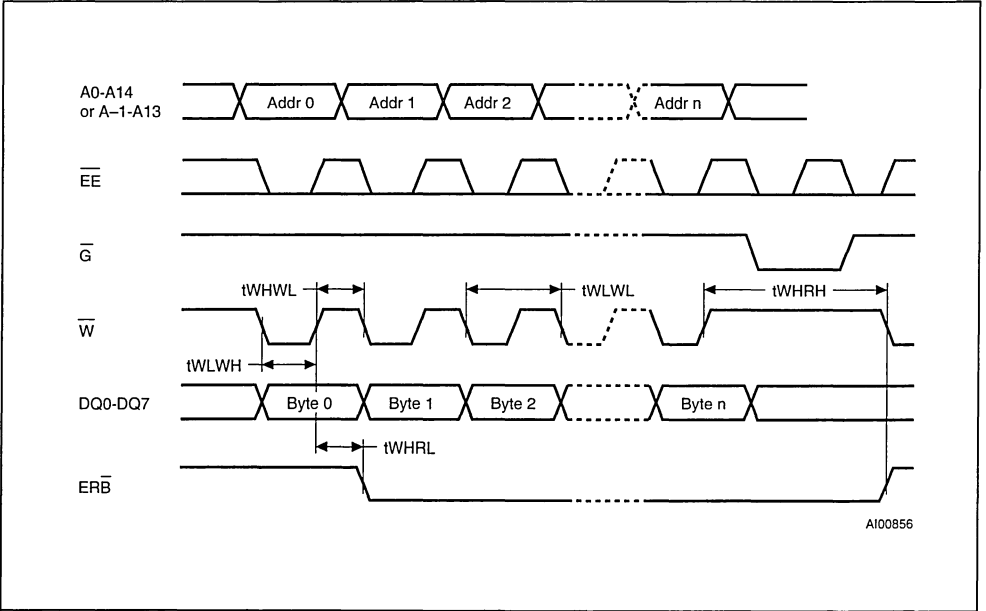 A0-A14
or A–1-A13
Addr 0
Addr 1
Addr 2
Addr n
E̅E̅
G̅
tWHWL
tWLWL
tWHRH
W̅
tWLWH
DQ0-DQ7
Byte 0
Byte 1
Byte 2
Byte n
tWHRL
ERB̅
AI00856